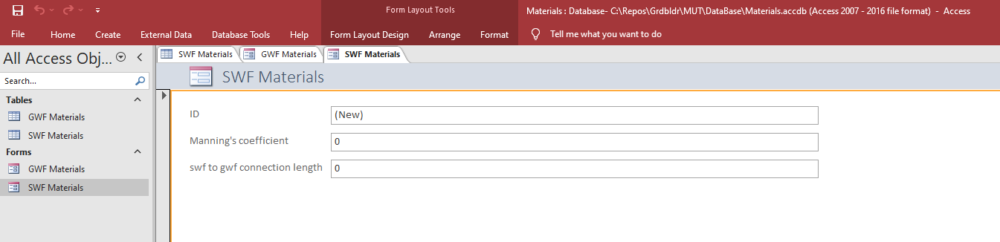 Form Layout Tools
Materials : Database- C:\Repos\Grdbldr\MUT\DataBase\Materials.accdb (Access 2007 - 2016 file format) - Access
File Home Create External Data Database Tools Help Form Layout Design Arrange Format Tell me what you want to do
All Access Obj...
Search...
Tables
GWF Materials
SWF Materials
Forms
GWF Materials
SWF Materials
SWF Materials GWF Materials SWF Materials
SWF Materials
ID (New)
Manning's coefficient 0
swf to gwf connection length 0